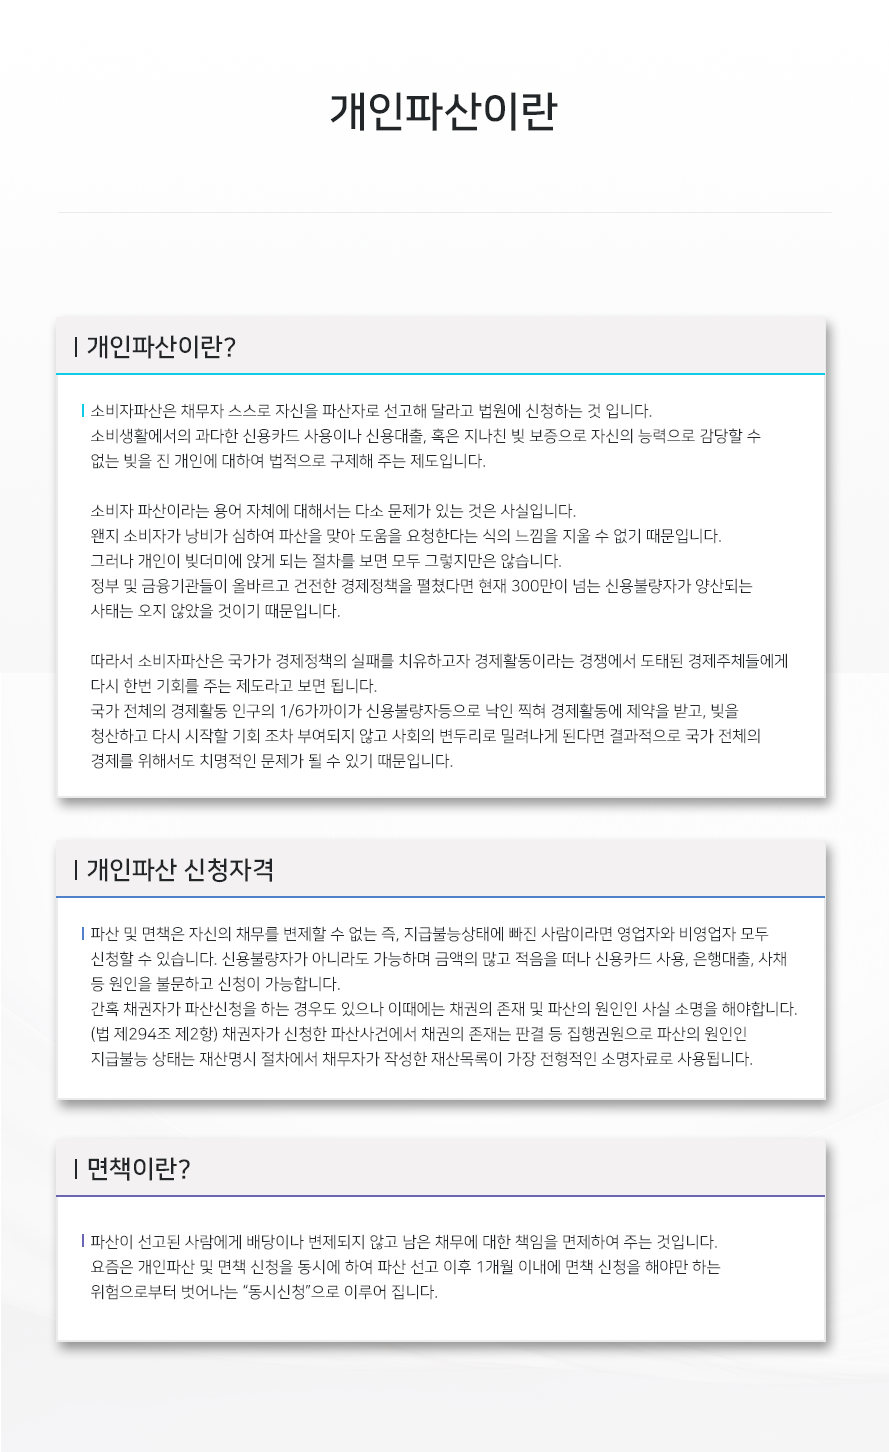 개인파산이란
개인파산이란?
소비자파산은 채무자 스스로 자신을 파산자로 선고해 달라고 법원에 신청하는 것 입니다.
소비생활에서의 과다한 신용카드 사용이나 신용대출, 혹은 지나친 빚 보증으로 자신의 능력으로 감당할 수
없는 빚을 진 개인에 대하여 법적으로 구제해 주는 제도입니다.
소비자 파산이라는 용어 자체에 대해서는 다소 문제가 있는 것은 사실입니다.
왠지 소비자가 낭비가 심하여 파산을 맞아 도움을 요청한다는 식의 느낌을 지울 수 없기 때문입니다.
그러나 개인이 빚더미에 앉게 되는 절차를 보면 모두 그렇지만은 않습니다.
정부 및 금융기관들이 올바르고 건전한 경제정책을 펼쳤다면 현재 300만이 넘는 신용불량자가 양산되는
사태는 오지 않았을 것이기 때문입니다.
따라서 소비자파산은 국가가 경제정책의 실패를 치유하고자 경제활동이라는 경쟁에서 도태된 경제주체들에게
다시 한번 기회를 주는 제도라고 보면 됩니다.
국가 전체의 경제활동 인구의 1/6가까이가 신용불량자등으로 낙인 찍혀 경제활동에 제약을 받고, 빚을
청산하고 다시 시작할 기회 조차 부여되지 않고 사회의 변두리로 밀려나게 된다면 결과적으로 국가 전체의
경제를 위해서도 치명적인 문제가 될 수 있기 때문입니다.
개인파산 신청자격
파산 및 면책은 자신의 채무를 변제할 수 없는 즉, 지급불능상태에 빠진 사람이라면 영업자와 비영업자 모두
신청할 수 있습니다. 신용불량자가 아니라도 가능하며 금액의 많고 적음을 떠나 신용카드 사용, 은행대출, 사채
등 원인을 불문하고 신청이 가능합니다.
간혹 채권자가 파산신청을 하는 경우도 있으나 이때에는 채권의 존재 및 파산의 원인인 사실 소명을 해야합니다.
(법 제294조 제2항) 채권자가 신청한 파산사건에서 채권의 존재는 판결 등 집행권원으로 파산의 원인인
지급불능 상태는 재산명시 절차에서 채무자가 작성한 재산목록이 가장 전형적인 소명자료로 사용됩니다.
면책이란?
파산이 선고된 사람에게 배당이나 변제되지 않고 남은 채무에 대한 책임을 면제하여 주는 것입니다.
요즘은 개인파산 및 면책 신청을 동시에 하여 파산 선고 이후 1개월 이내에 면책 신청을 해야만 하는
위험으로부터 벗어나는 “동시신청”으로 이루어 집니다.